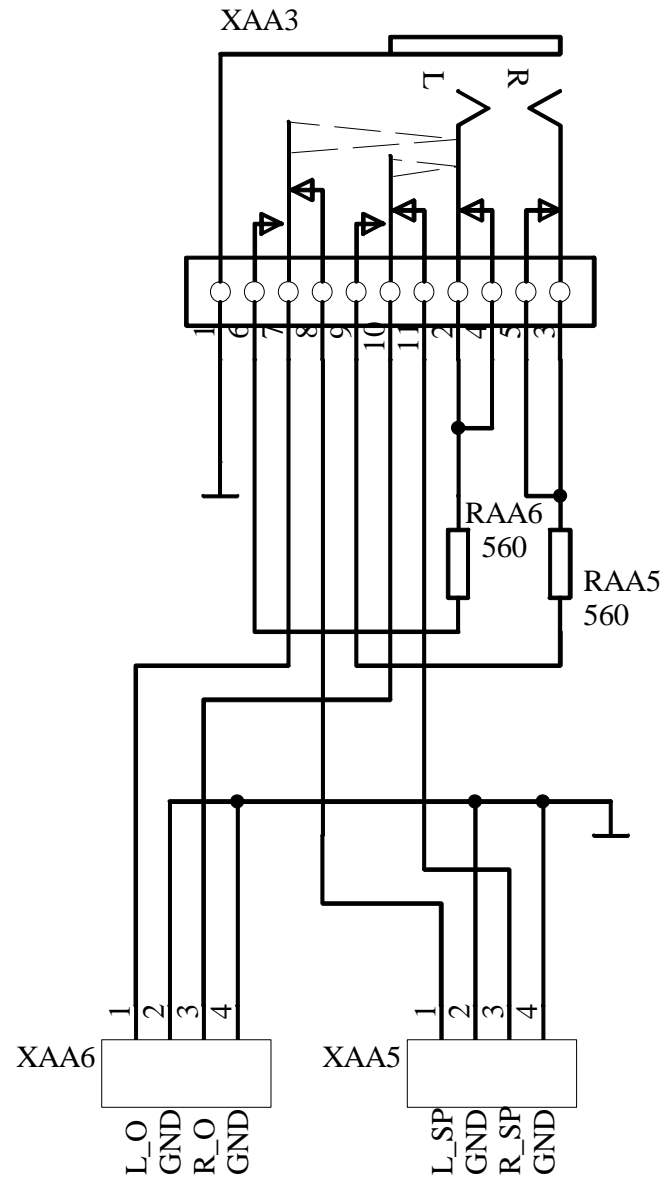 XAA3
L R
1 6 7 8 9 10 11 2 4 5 3
RAA6
560
RAA5
560
1 2 3 4
1 2 3 4
XAA6
XAA5
L_O
GND
R_O
GND
L_SP
GND
R_SP
GND